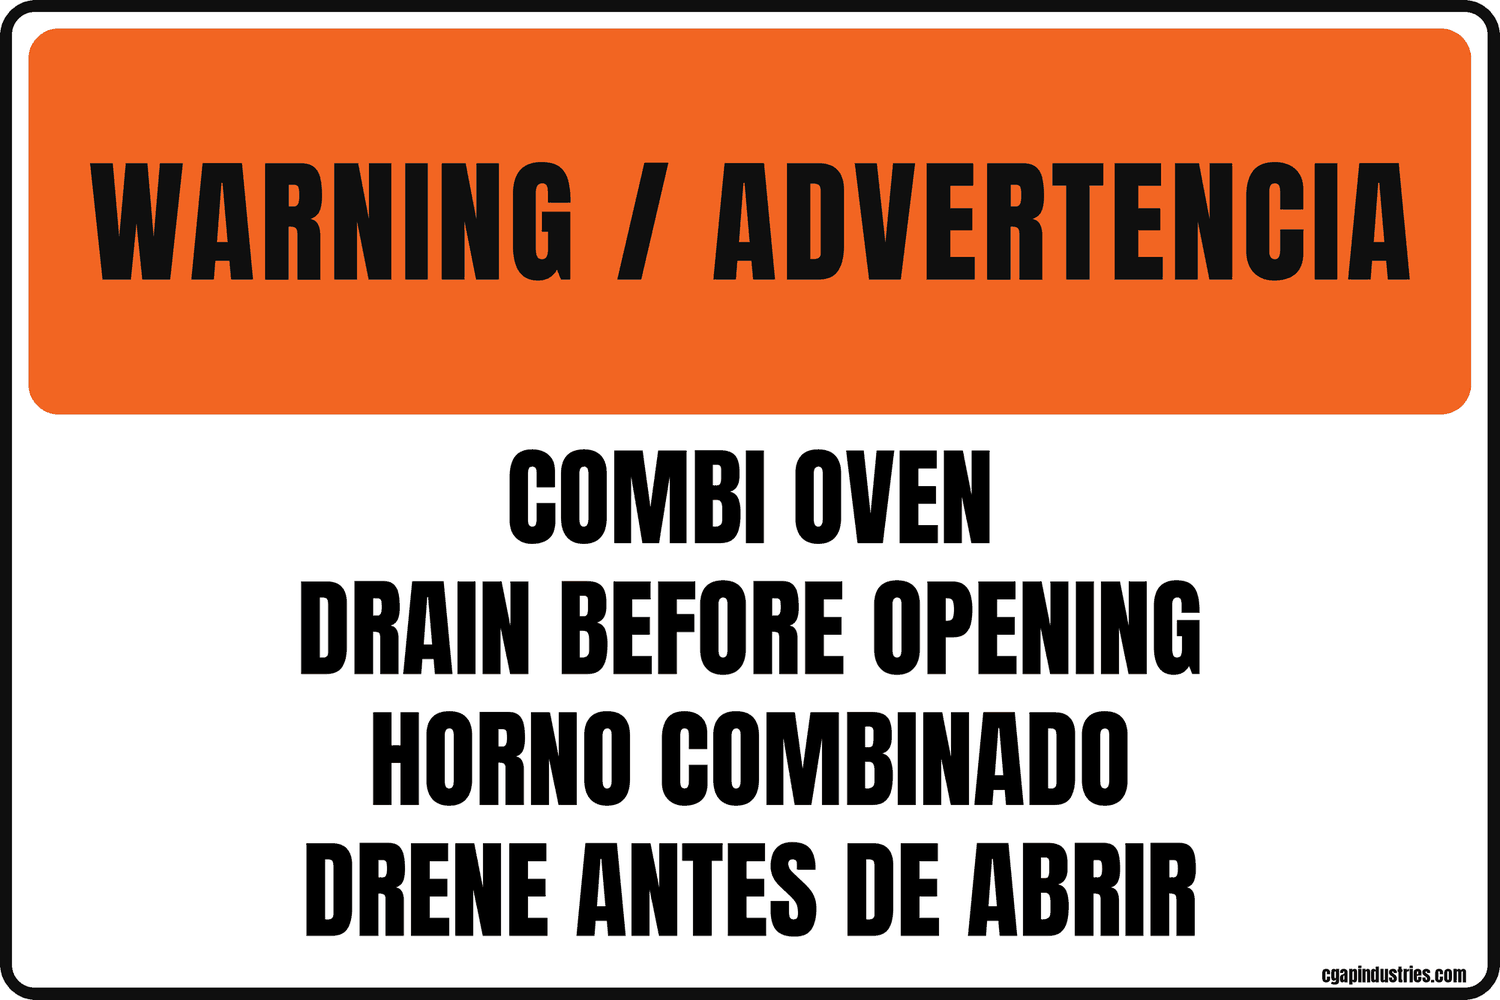 WARNING / ADVERTENCIA
COMBI OVEN
DRAIN BEFORE OPENING
HORNO COMBINADO
DRENE ANTES DE ABRIR
cgapindustries.com